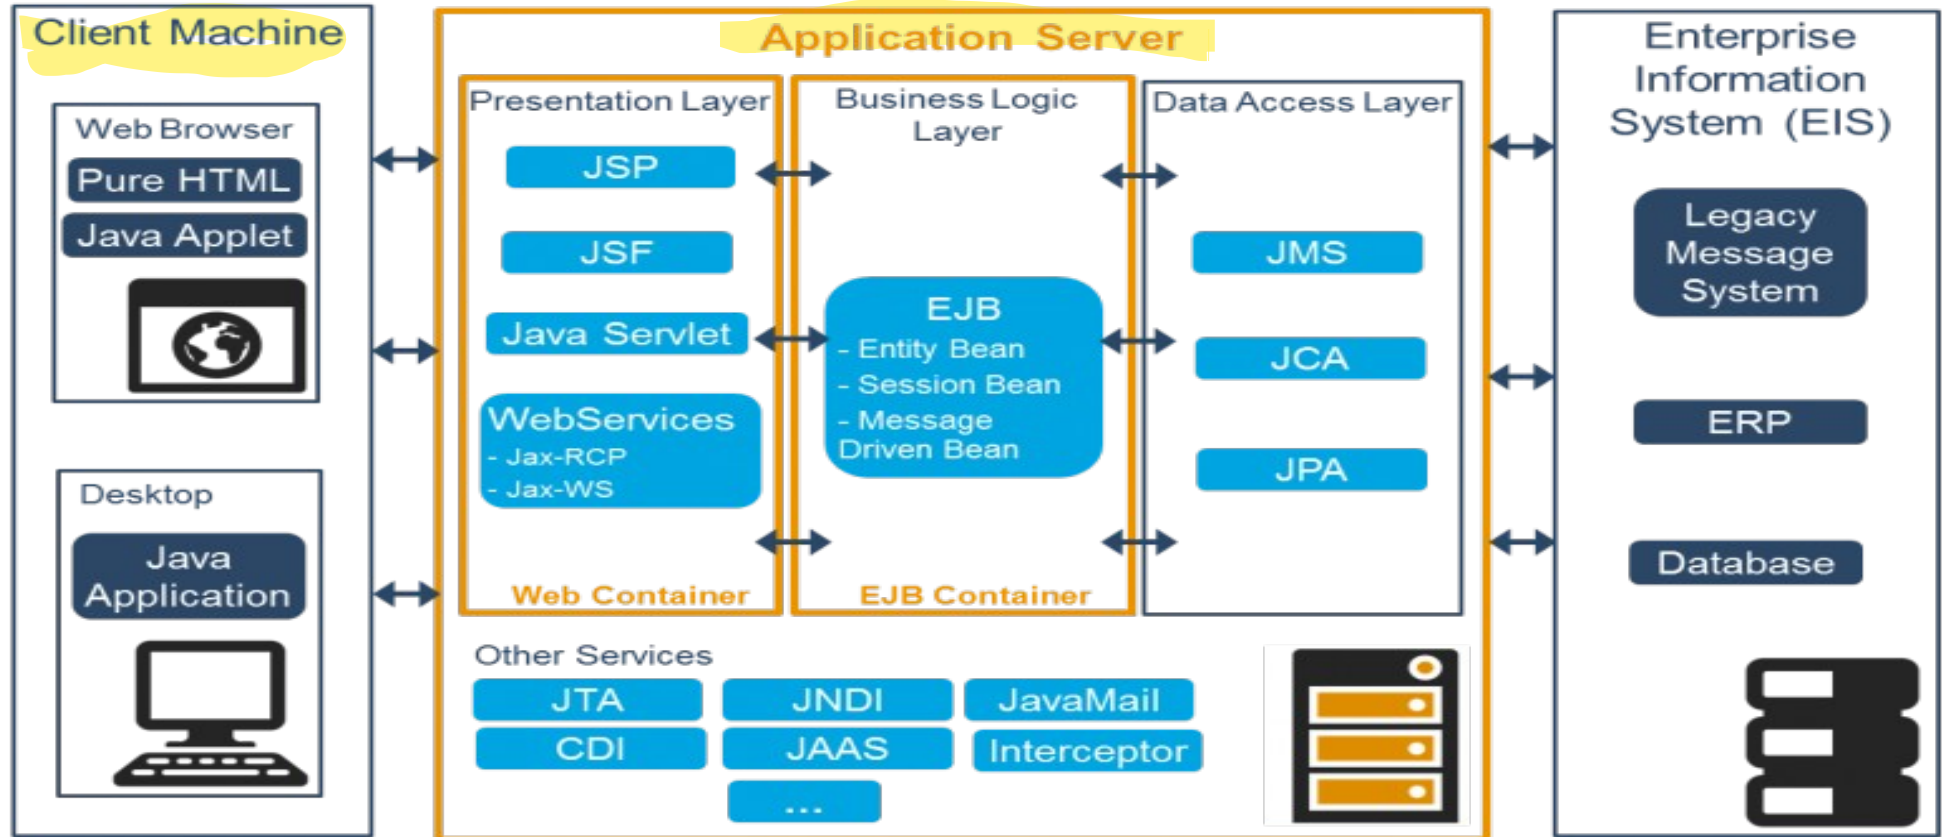 Client Machine
Web Browser
Pure HTML
Java Applet
Desktop
Java
Application
Application Server
Presentation Layer
JSP
JSF
Java Servlet
WebServices
- Jax-RCP
- Jax-WS
Web Container
Business Logic
Layer
EJB
- Entity Bean
- Session Bean
- Message
Driven Bean
EJB Container
Data Access Layer
JMS
JCA
JPA
Other Services
JTA
JNDI
JavaMail
CDI
JAAS
Interceptor
...
Enterprise
Information
System (EIS)
Legacy
Message
System
ERP
Database